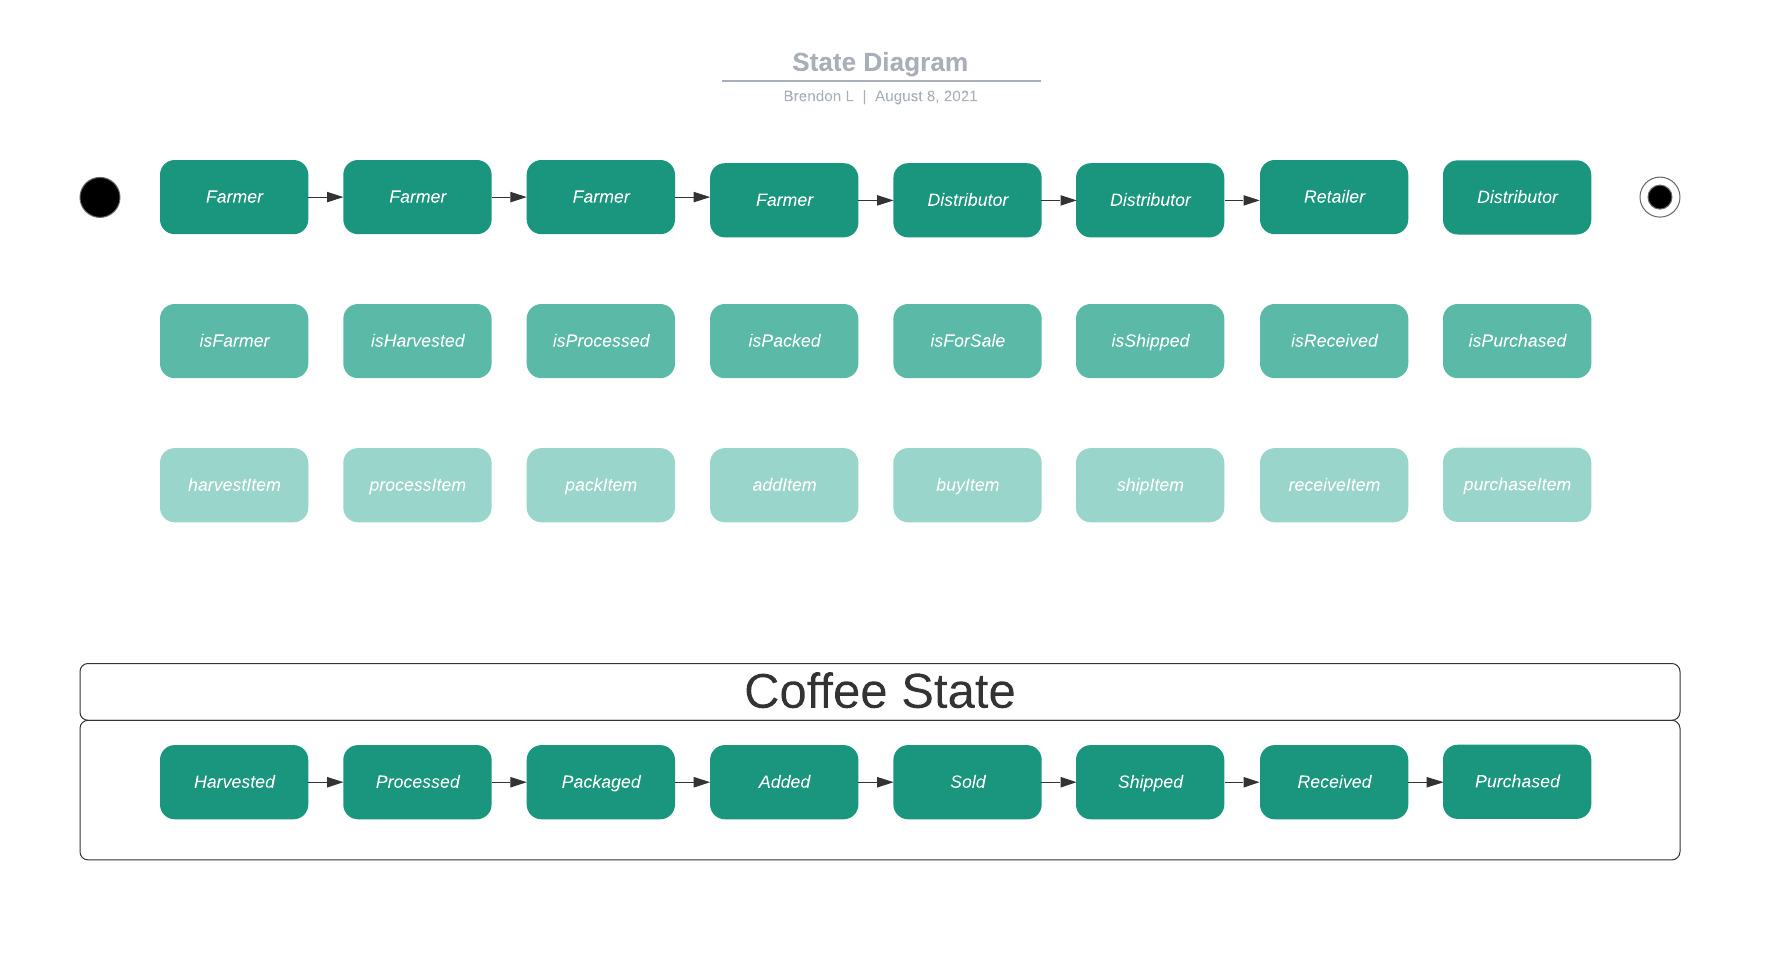 State Diagram
Brendon L | August 8, 2021
Farmer Farmer Farmer Farmer Distributor Distributor Retailer Distributor
isFarmer isHarvested isProcessed isPacked isForSale isShipped isReceived isPurchased
harvestItem processItem packItem addItem buyItem shipItem receiveItem purchaseItem
Coffee State
Harvested Processed Packaged Added Sold Shipped Received Purchased